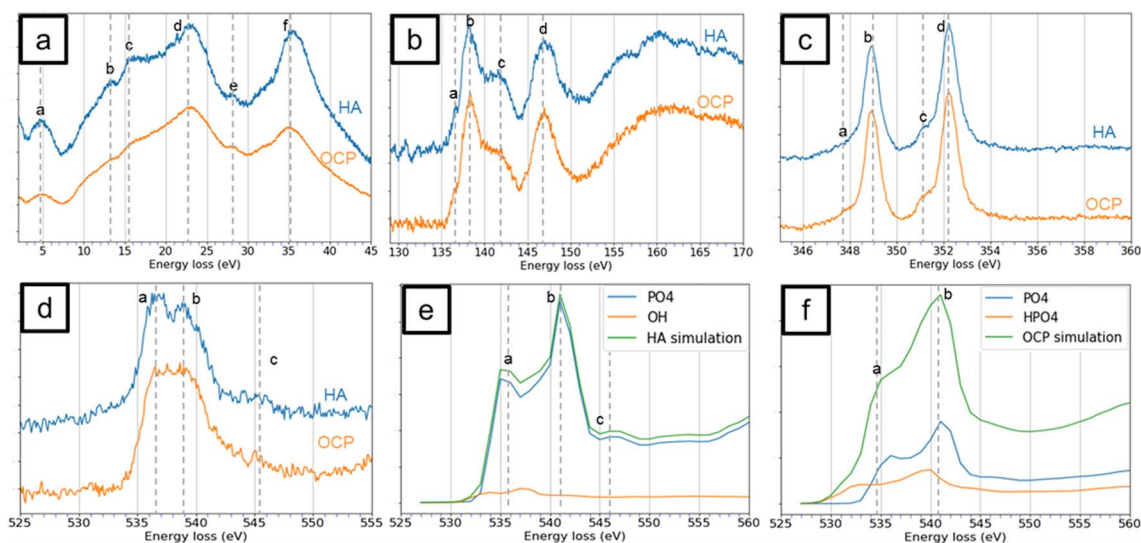 a
a
b
c
d
e
f
HA
OCP
5 10 15 20 25 30 35 40 45
Energy loss (eV)
b
a
b
c
d
HA
OCP
130 135 140 145 150 155 160 165 170
Energy loss (eV)
c
a
b
c
d
HA
OCP
346 348 350 352 354 356 358 360
Energy loss (eV)
d
a
b
c
HA
OCP
525 530 535 540 545 550 555
Energy loss (eV)
e
a
b
c
PO4
OH
HA simulation
525 530 535 540 545 550 555 560
Energy loss (eV)
f
a
b
PO4
HPO4
OCP simulation
525 530 535 540 545 550 555 560
Energy loss (eV)